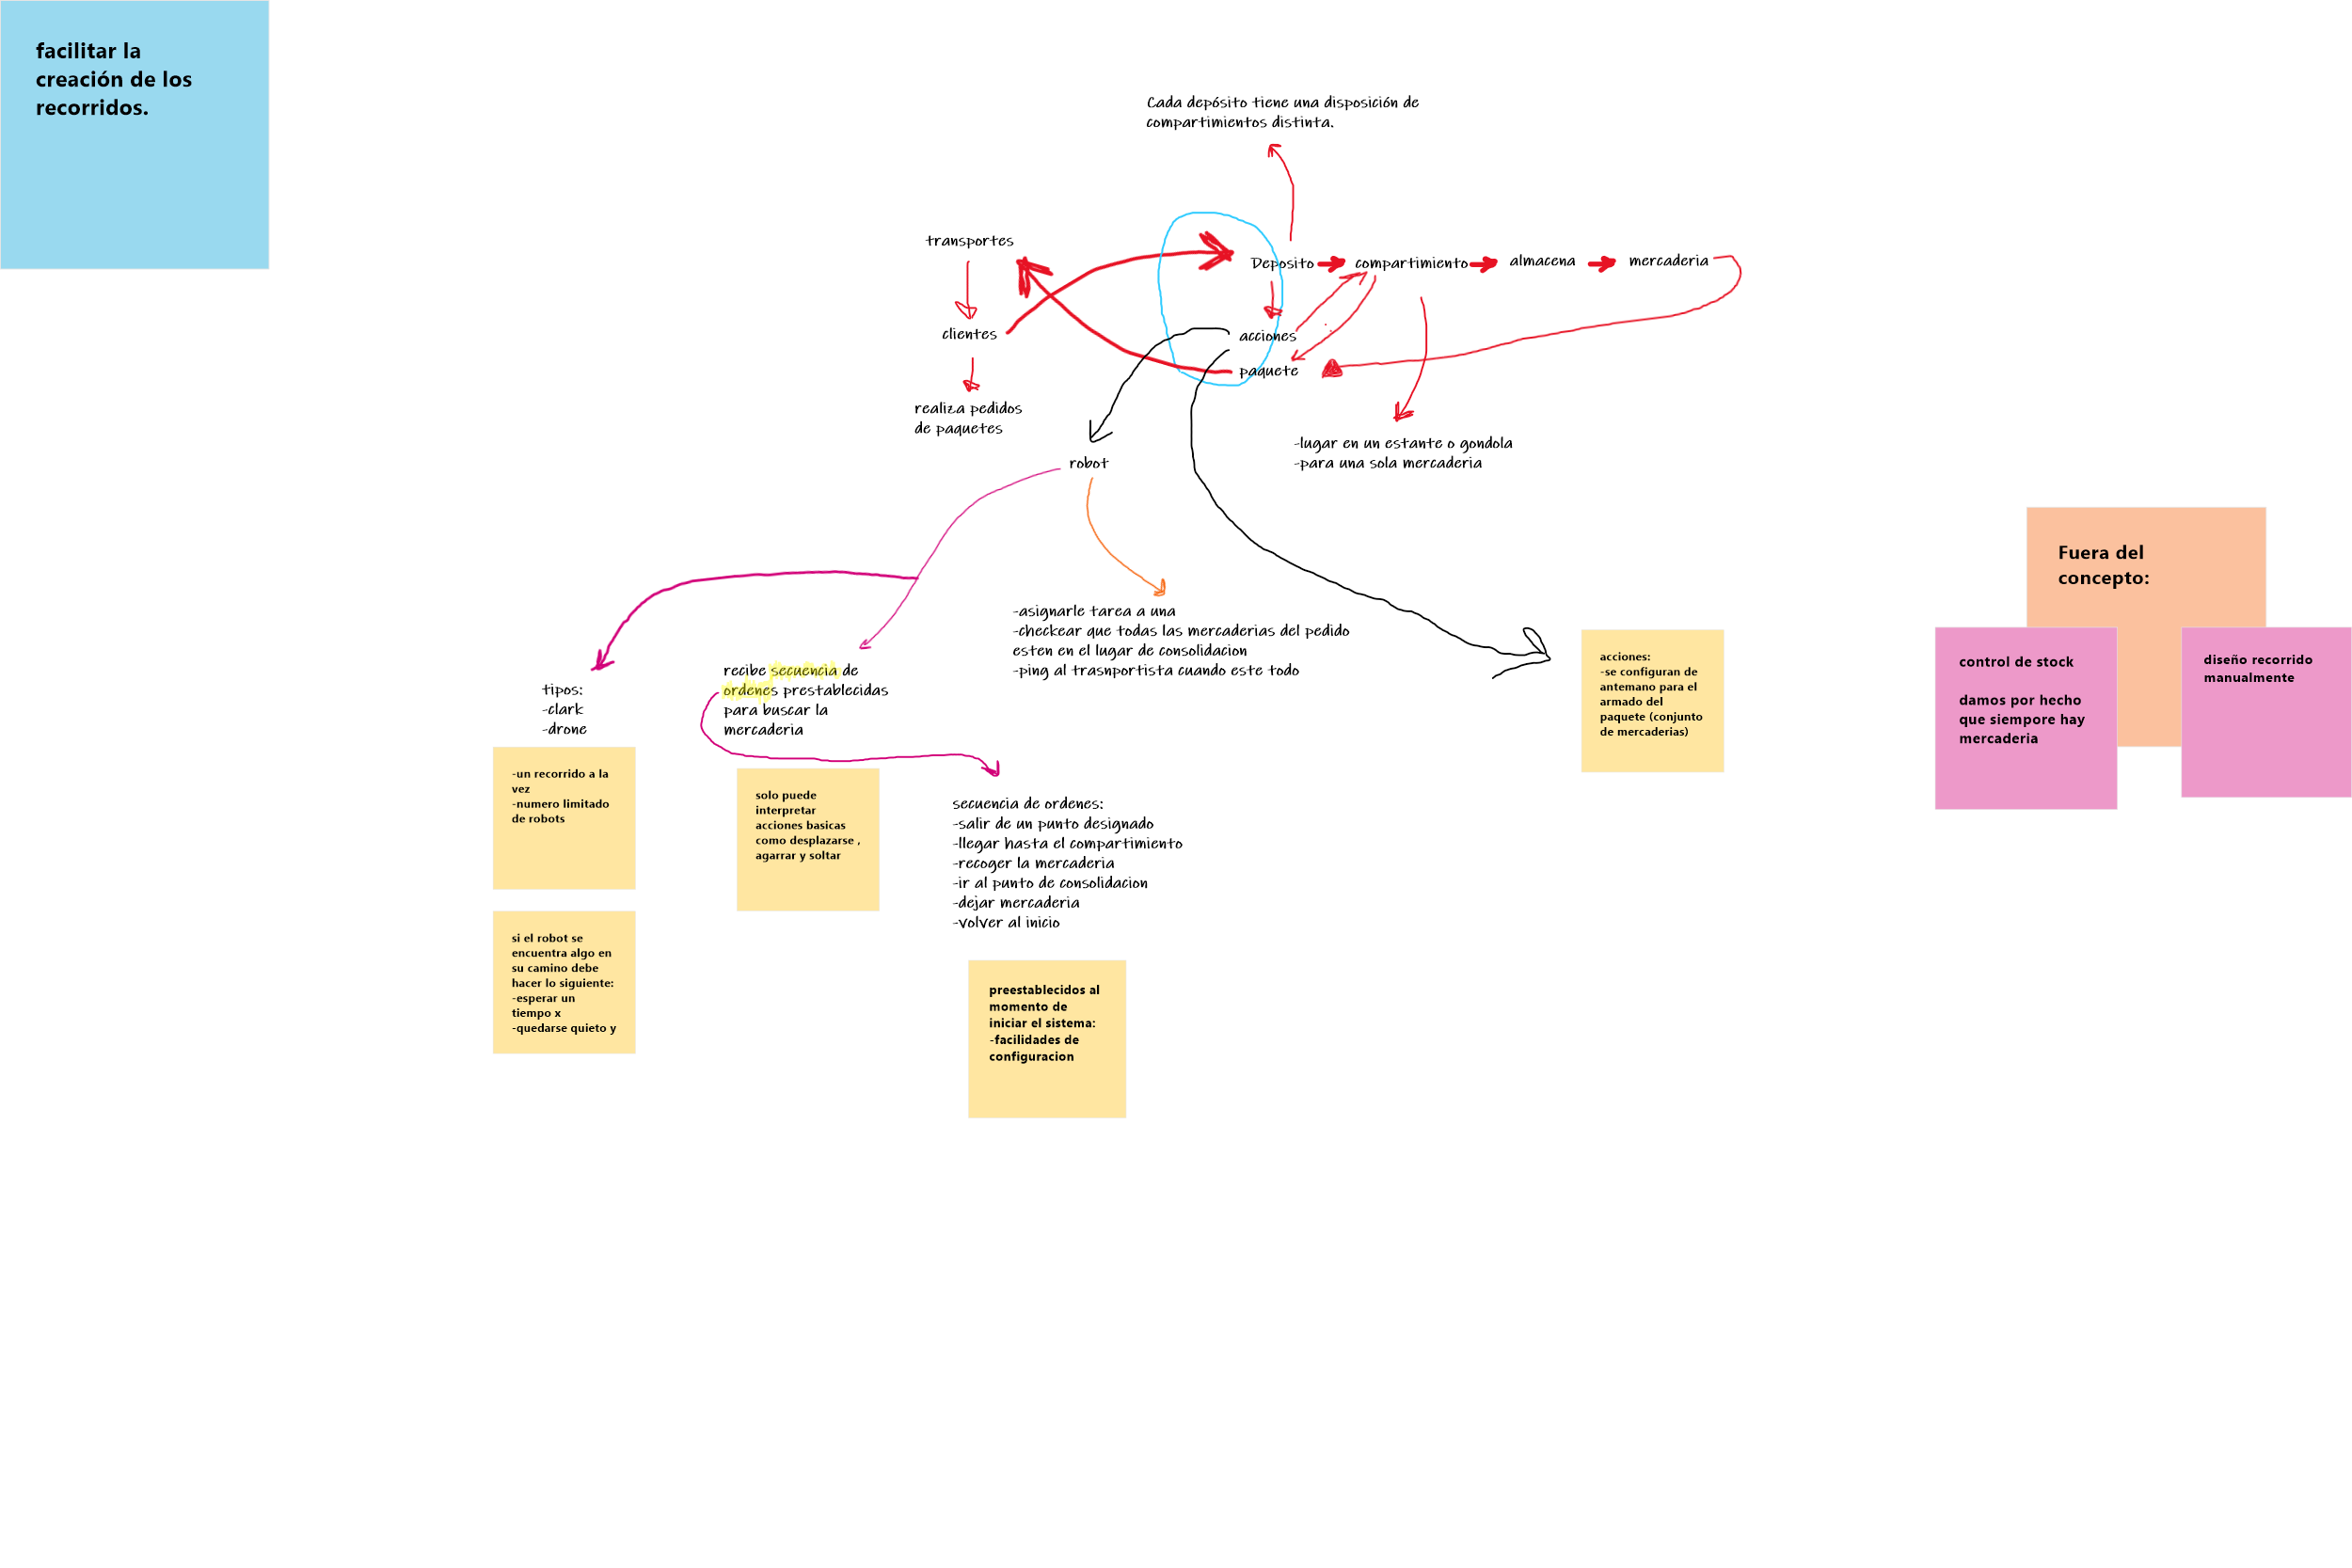 facilitar la
creación de los
recorridos.
Cada depósito tiene una disposición de
compartimientos distinta.
transportes
Deposito
compartimiento
almacena
mercaderia
clientes
acciones
paquete
realiza pedidos
de paquetes
-lugar en un estante o gondola
-para una sola mercaderia
robot
Fuera del
concepto:
control de stock
damos por hecho
que siempore hay
mercaderia
diseño recorrido
manualmente
-asignarle tarea a una
-checkear que todas las mercaderias del pedido
esten en el lugar de consolidacion
-ping al trasnportista cuando este todo
acciones:
-se configuran de
antemano para el
armado del
paquete (conjunto
de mercaderias)
tipos:
-clark
-drone
recibe secuencia de
ordenes prestablecidas
para buscar la
mercaderia
-un recorrido a la
vez
-numero limitado
de robots
solo puede
interpretar
acciones basicas
como desplazarse ,
agarrar y soltar
secuencia de ordenes:
-salir de un punto designado
-llegar hasta el compartimiento
-recoger la mercaderia
-ir al punto de consolidacion
-dejar mercaderia
-volver al inicio
si el robot se
encuentra algo en
su camino debe
hacer lo siguiente:
-esperar un
tiempo x
-quedarse quieto y
preestablecidos al
momento de
iniciar el sistema:
-facilidades de
configuracion